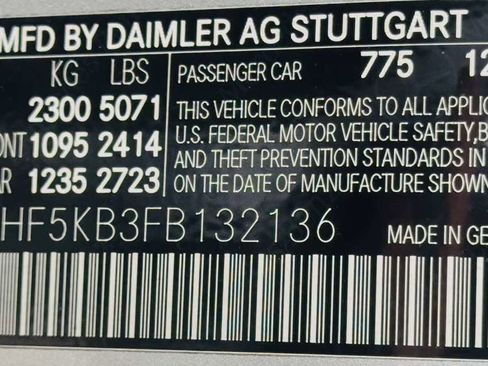 MFD BY DAIMLER AG STUTTGART
KG LBS PASSENGER CAR 775 12
2300 5071 THIS VEHICLE CONFORMS TO ALL APPLIC
ONT 1095 2414 U.S. FEDERAL MOTOR VEHICLE SAFETY,B
R 1235 2723 AND THEFT PREVENTION STANDARDS IN
ON THE DATE OF MANUFACTURE SHOWN
HF5KB3FB132136 MADE IN GE